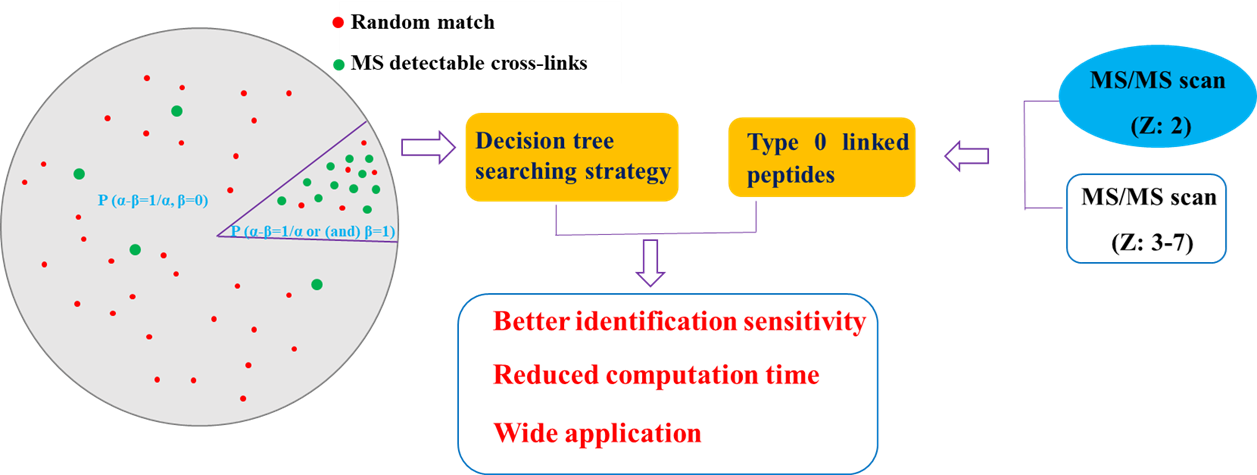 Random match
MS detectable cross-links
P (α-β=1/α, β=0)
P (α-β=1/α or (and) β=1)
Decision tree
searching strategy
Type 0 linked
peptides
MS/MS scan
(Z: 2)
MS/MS scan
(Z: 3-7)
Better identification sensitivity
Reduced computation time
Wide application